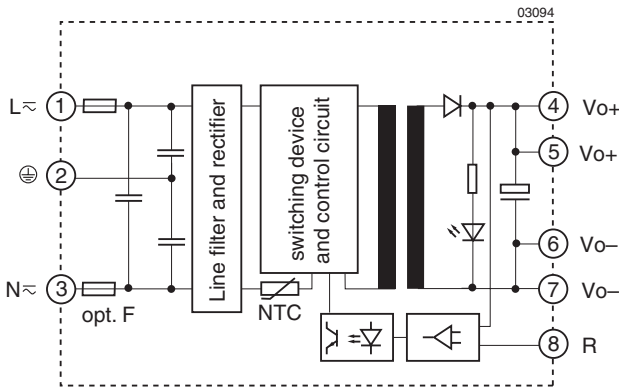 03094
L≂ 1
4 Vo+
5 Vo+
2
6 Vo–
N≂ 3
7 Vo–
8 R
opt. F
Line filter and rectifier
switching device
and control circuit
NTC